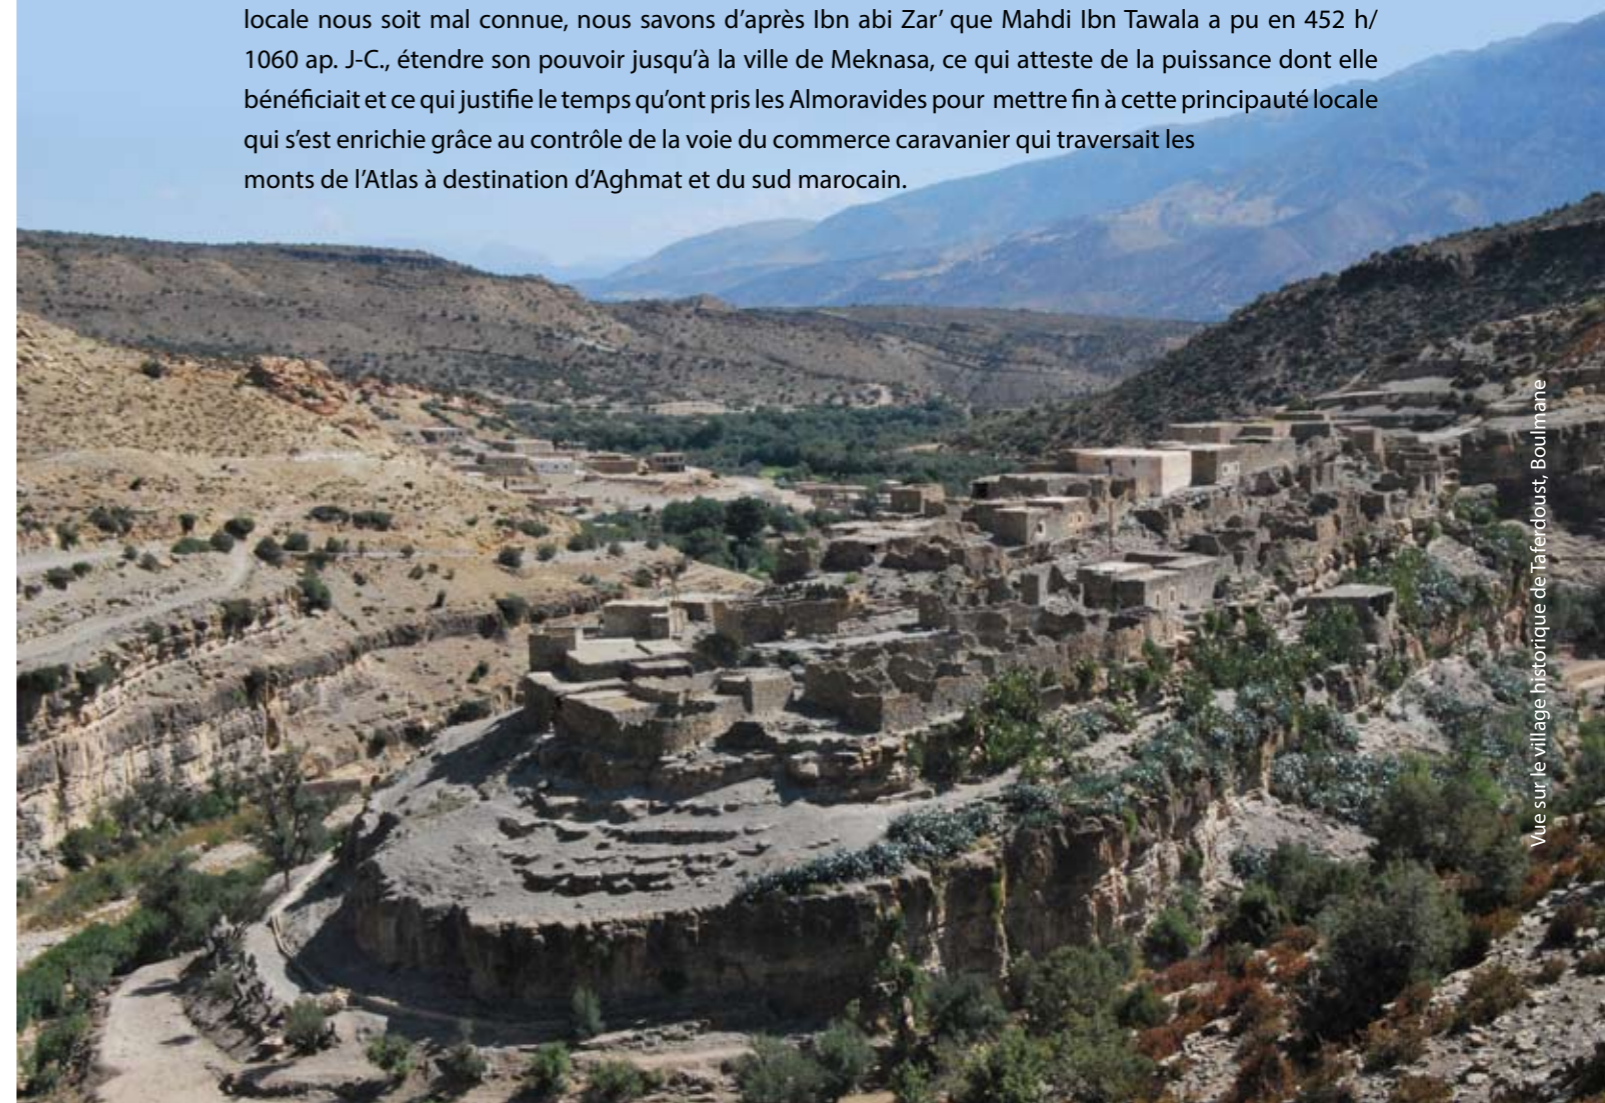 locale nous soit mal connue, nous savons d’après Ibn abi Zar’ que Mahdi Ibn Tawala a pu en 452 h/
1060 ap. J-C., étendre son pouvoir jusqu’à la ville de Meknasa, ce qui atteste de la puissance dont elle
bénéficiait et ce qui justifie le temps qu’ont pris les Almoravides pour mettre fin à cette principauté locale
qui s’est enrichie grâce au contrôle de la voie du commerce caravanier qui traversait les
monts de l’Atlas à destination d’Aghmat et du sud marocain.
Vue sur le village historique de Taferdoust, Boulmane